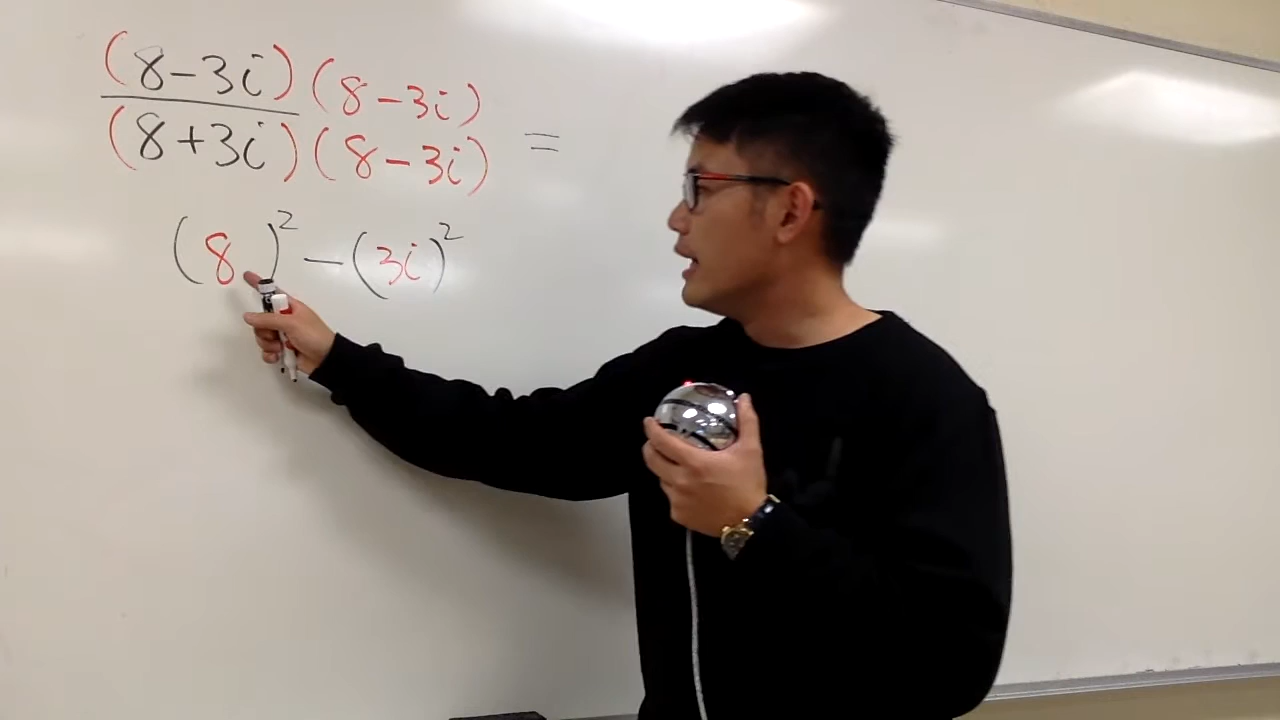 (8-3i)(8-3i)
(8+3i)(8-3i) =
(8)² - (3i)²